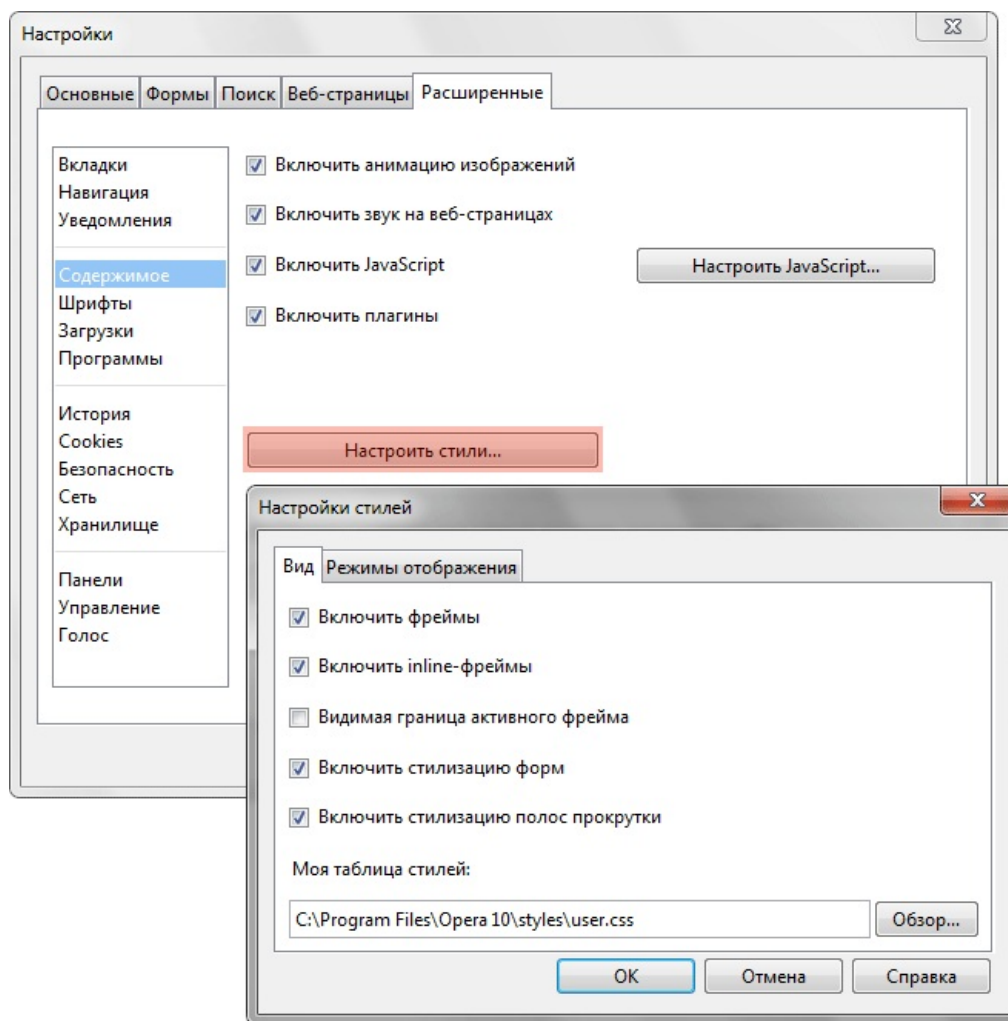 Настройки
Основные Формы Поиск Веб-страницы Расширенные
Вкладки
Навигация
Уведомления
Содержимое
Шрифты
Загрузки
Программы
История
Cookies
Безопасность
Сеть
Хранилище
Панели
Управление
Голос
Включить анимацию изображений
Включить звук на веб-страницах
Включить JavaScript
Настроить JavaScript...
Включить плагины
Настроить стили...
Настройки стилей
Вид Режимы отображения
Включить фреймы
Включить inline-фреймы
Видимая граница активного фрейма
Включить стилизацию форм
Включить стилизацию полос прокрутки
Моя таблица стилей:
C:\Program Files\Opera 10\styles\user.css
Обзор...
ОК Отмена Справка